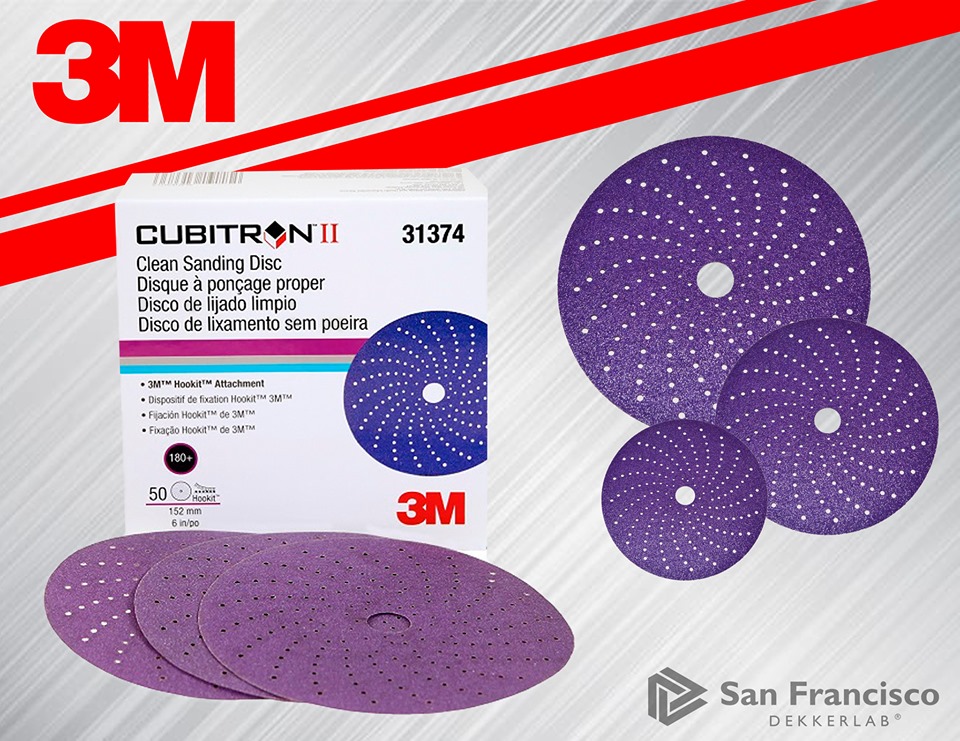 3M
CUBITRON™ II 31374
Clean Sanding Disc
Disque à ponçage proper
Disco de lijado limpio
Disco de lixamento sem poeira
• 3M™ Hookit™ Attachment
• Dispositif de fixation Hookit™ 3M™
• Fijación Hookit™ de 3M™
• Fixação Hookit™ de 3M™
180+
50 Hookit™
152 mm
6 in/po
3M
San Francisco
DEKKERLAB®